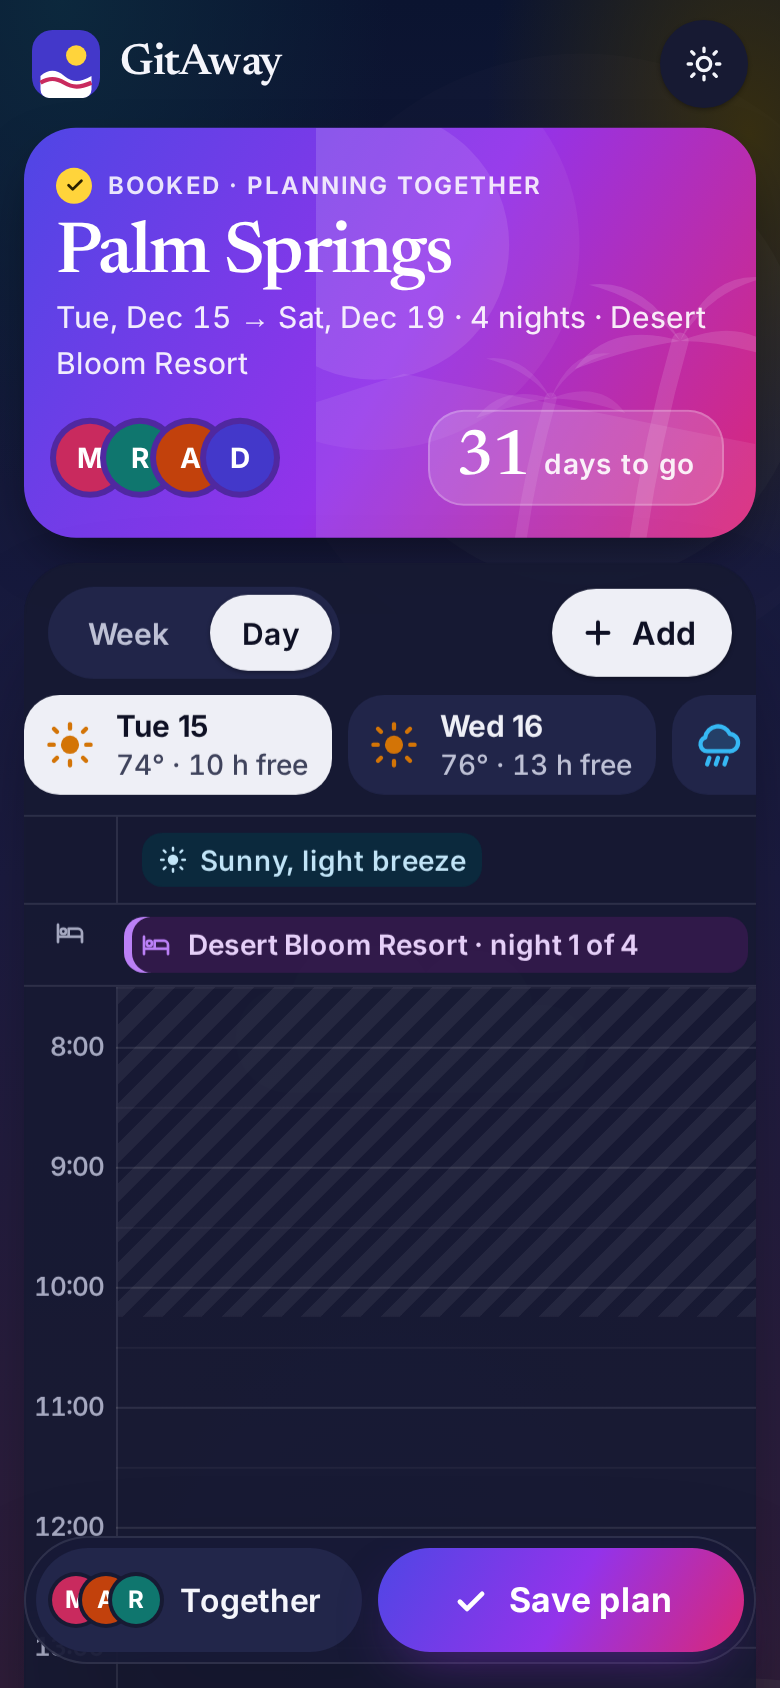 GitAway
BOOKED · PLANNING TOGETHER
Palm Springs
Tue, Dec 15 → Sat, Dec 19 · 4 nights · Desert
Bloom Resort
M R A D
31 days to go
Week Day + Add
Tue 15
74° · 10 h free
Wed 16
76° · 13 h free
Sunny, light breeze
Desert Bloom Resort · night 1 of 4
8:00
9:00
10:00
11:00
12:00
M A R Together
Save plan